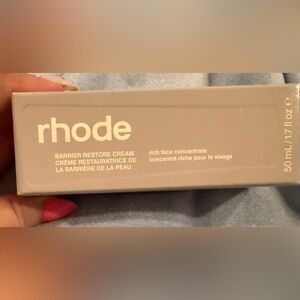 rhode
BARRIER RESTORE CREAM
CRÈME RESTAURATRICE DE
LA BARRIÈRE DE LA PEAU
rich face concentrate
concentré riche pour le visage
50 mL / 1.7 fl oz e